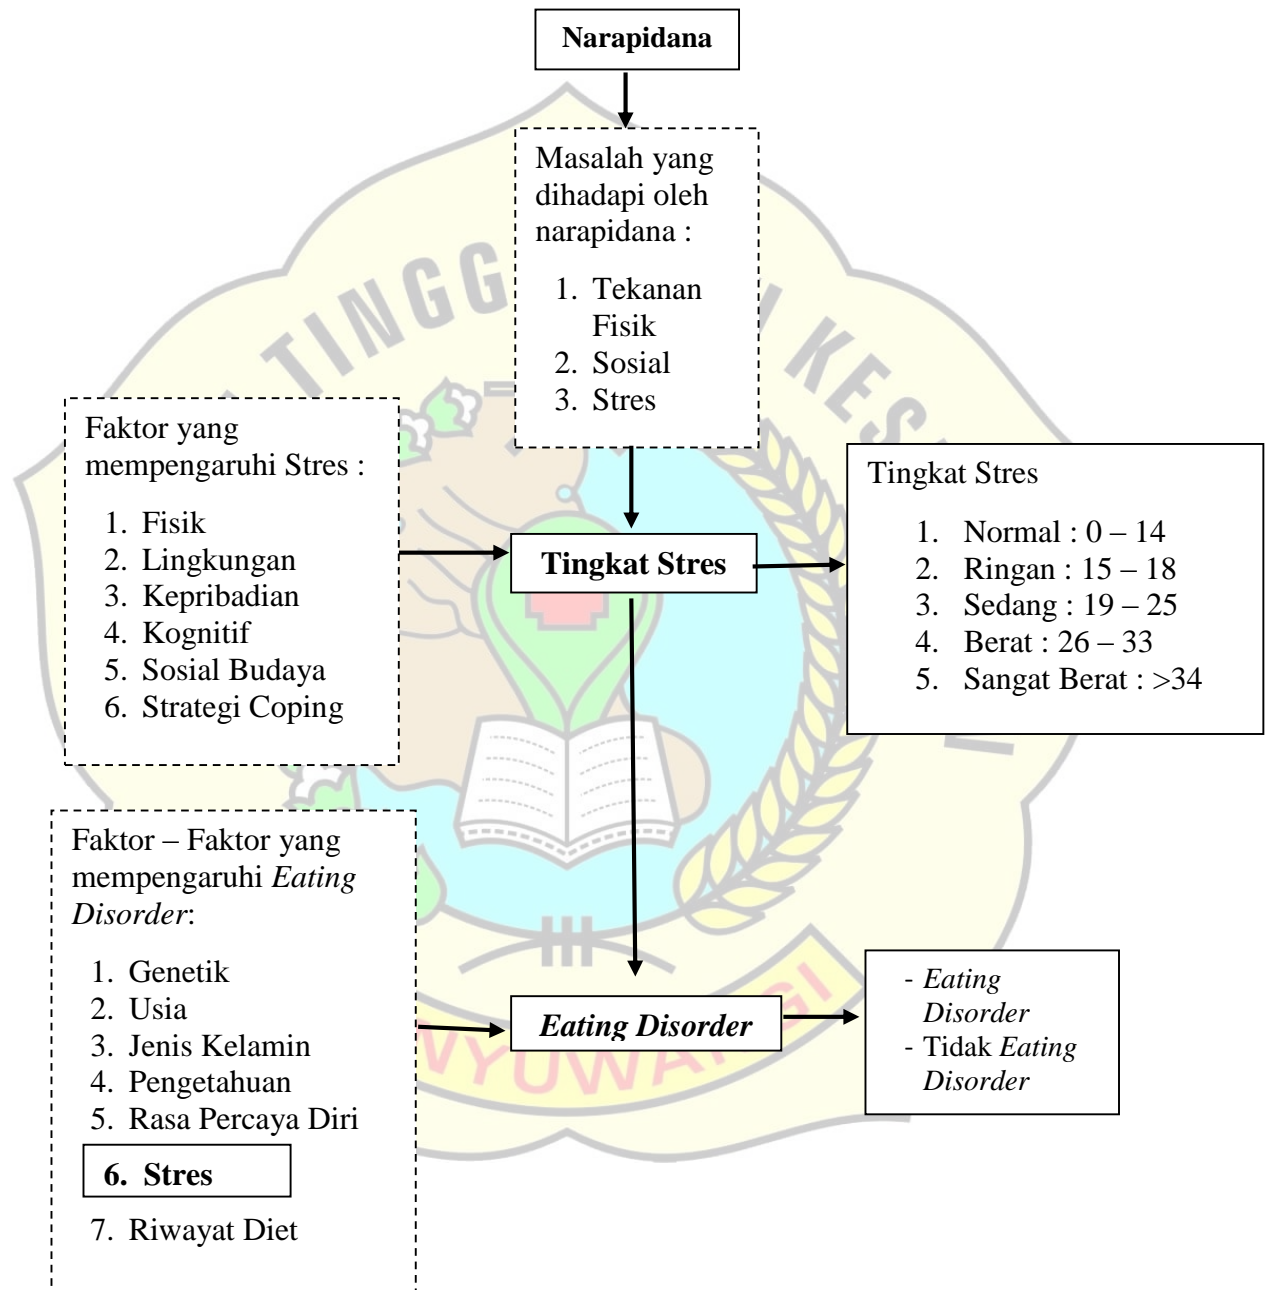 Narapidana
Masalah yang
dihadapi oleh
narapidana :
1. Tekanan
Fisik
2. Sosial
3. Stres
Faktor yang
mempengaruhi Stres :
1. Fisik
2. Lingkungan
3. Kepribadian
4. Kognitif
5. Sosial Budaya
6. Strategi Coping
Tingkat Stres
Tingkat Stres
1. Normal : 0 – 14
2. Ringan : 15 – 18
3. Sedang : 19 – 25
4. Berat : 26 – 33
5. Sangat Berat : >34
Faktor – Faktor yang
mempengaruhi Eating
Disorder:
1. Genetik
2. Usia
3. Jenis Kelamin
4. Pengetahuan
5. Rasa Percaya Diri
6. Stres
7. Riwayat Diet
Eating Disorder
- Eating
Disorder
- Tidak Eating
Disorder
TINGG
KES
NYUWANGI